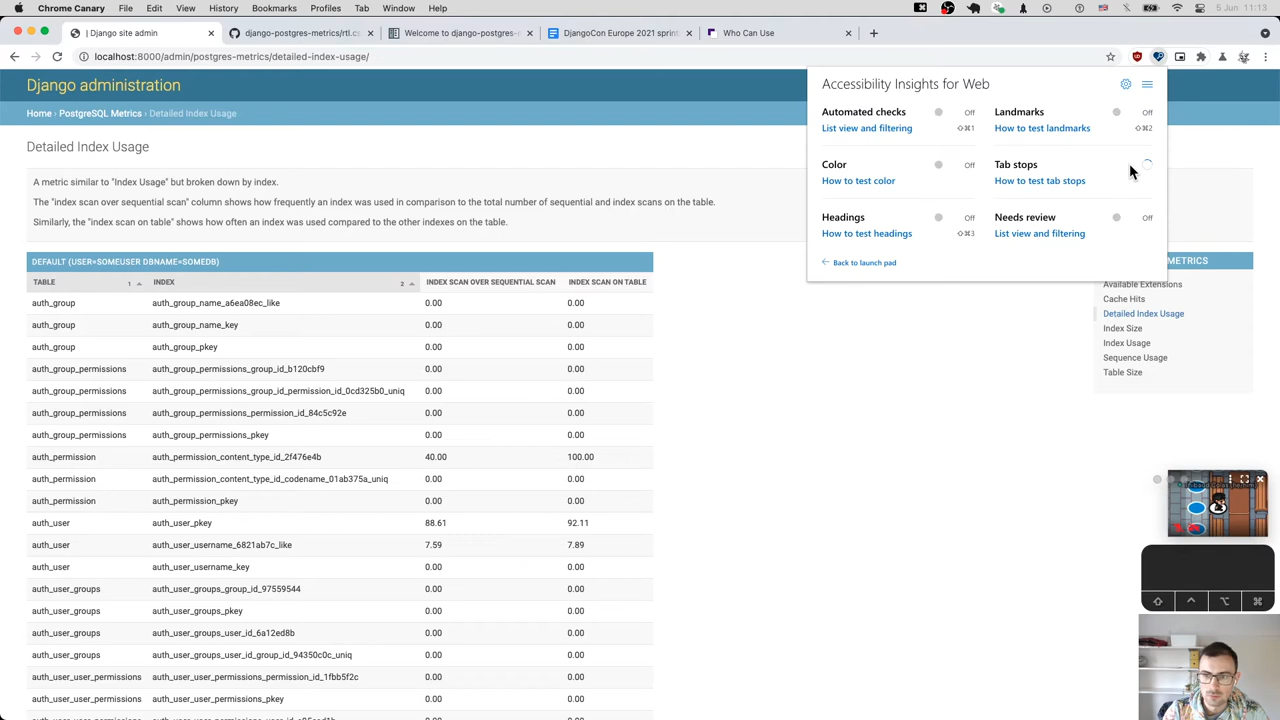 Chrome Canary File Edit View History Bookmarks Profiles Tab Window Help 5 Jun 11:13
| Django site admin
django-postgres-metrics/rtl.cs
Welcome to django-postgres-
DjangoCon Europe 2021 sprint
Who Can Use
localhost:8000/admin/postgres-metrics/detailed-index-usage/
Django administration
Home › PostgreSQL Metrics › Detailed Index Usage
Detailed Index Usage
A metric similar to "Index Usage" but broken down by index.
The "index scan over sequential scan" column shows how frequently an index was used in comparison to the total number of sequential and index scans on the table.
Similarly, the "index scan on table" shows how often an index was used compared to the other indexes on the table.
DEFAULT (USER=SOMEUSER DBNAME=SOMEDB)
TABLE 1 INDEX 2 INDEX SCAN OVER SEQUENTIAL SCAN INDEX SCAN ON TABLE
auth_group auth_group_name_a6ea08ec_like 0.00 0.00
auth_group auth_group_name_key 0.00 0.00
auth_group auth_group_pkey 0.00 0.00
auth_group_permissions auth_group_permissions_group_id_b120cbf9 0.00 0.00
auth_group_permissions auth_group_permissions_group_id_permission_id_0cd325b0_uniq 0.00 0.00
auth_group_permissions auth_group_permissions_permission_id_84c5c92e 0.00 0.00
auth_group_permissions auth_group_permissions_pkey 0.00 0.00
auth_permission auth_permission_content_type_id_2f476e4b 40.00 100.00
auth_permission auth_permission_content_type_id_codename_01ab375a_uniq 0.00 0.00
auth_permission auth_permission_pkey 0.00 0.00
auth_user auth_user_pkey 88.61 92.11
auth_user auth_user_username_6821ab7c_like 7.59 7.89
auth_user auth_user_username_key 0.00 0.00
auth_user_groups auth_user_groups_group_id_97559544 0.00 0.00
auth_user_groups auth_user_groups_pkey 0.00 0.00
auth_user_groups auth_user_groups_user_id_6a12ed8b 0.00 0.00
auth_user_groups auth_user_groups_user_id_group_id_94350c0c_uniq 0.00 0.00
auth_user_user_permissions auth_user_user_permissions_permission_id_1fbb5f2c 0.00 0.00
auth_user_user_permissions auth_user_user_permissions_pkey 0.00 0.00
Accessibility Insights for Web
Automated checks Off
List view and filtering ⇧⌘1
Landmarks Off
How to test landmarks ⇧⌘2
Color Off
How to test color
Tab stops
How to test tab stops
Headings Off
How to test headings ⇧⌘3
Needs review Off
List view and filtering
Back to launch pad
METRICS
Available Extensions
Cache Hits
Detailed Index Usage
Index Size
Index Usage
Sequence Usage
Table Size
⇧ ^ ⌥ ⌘